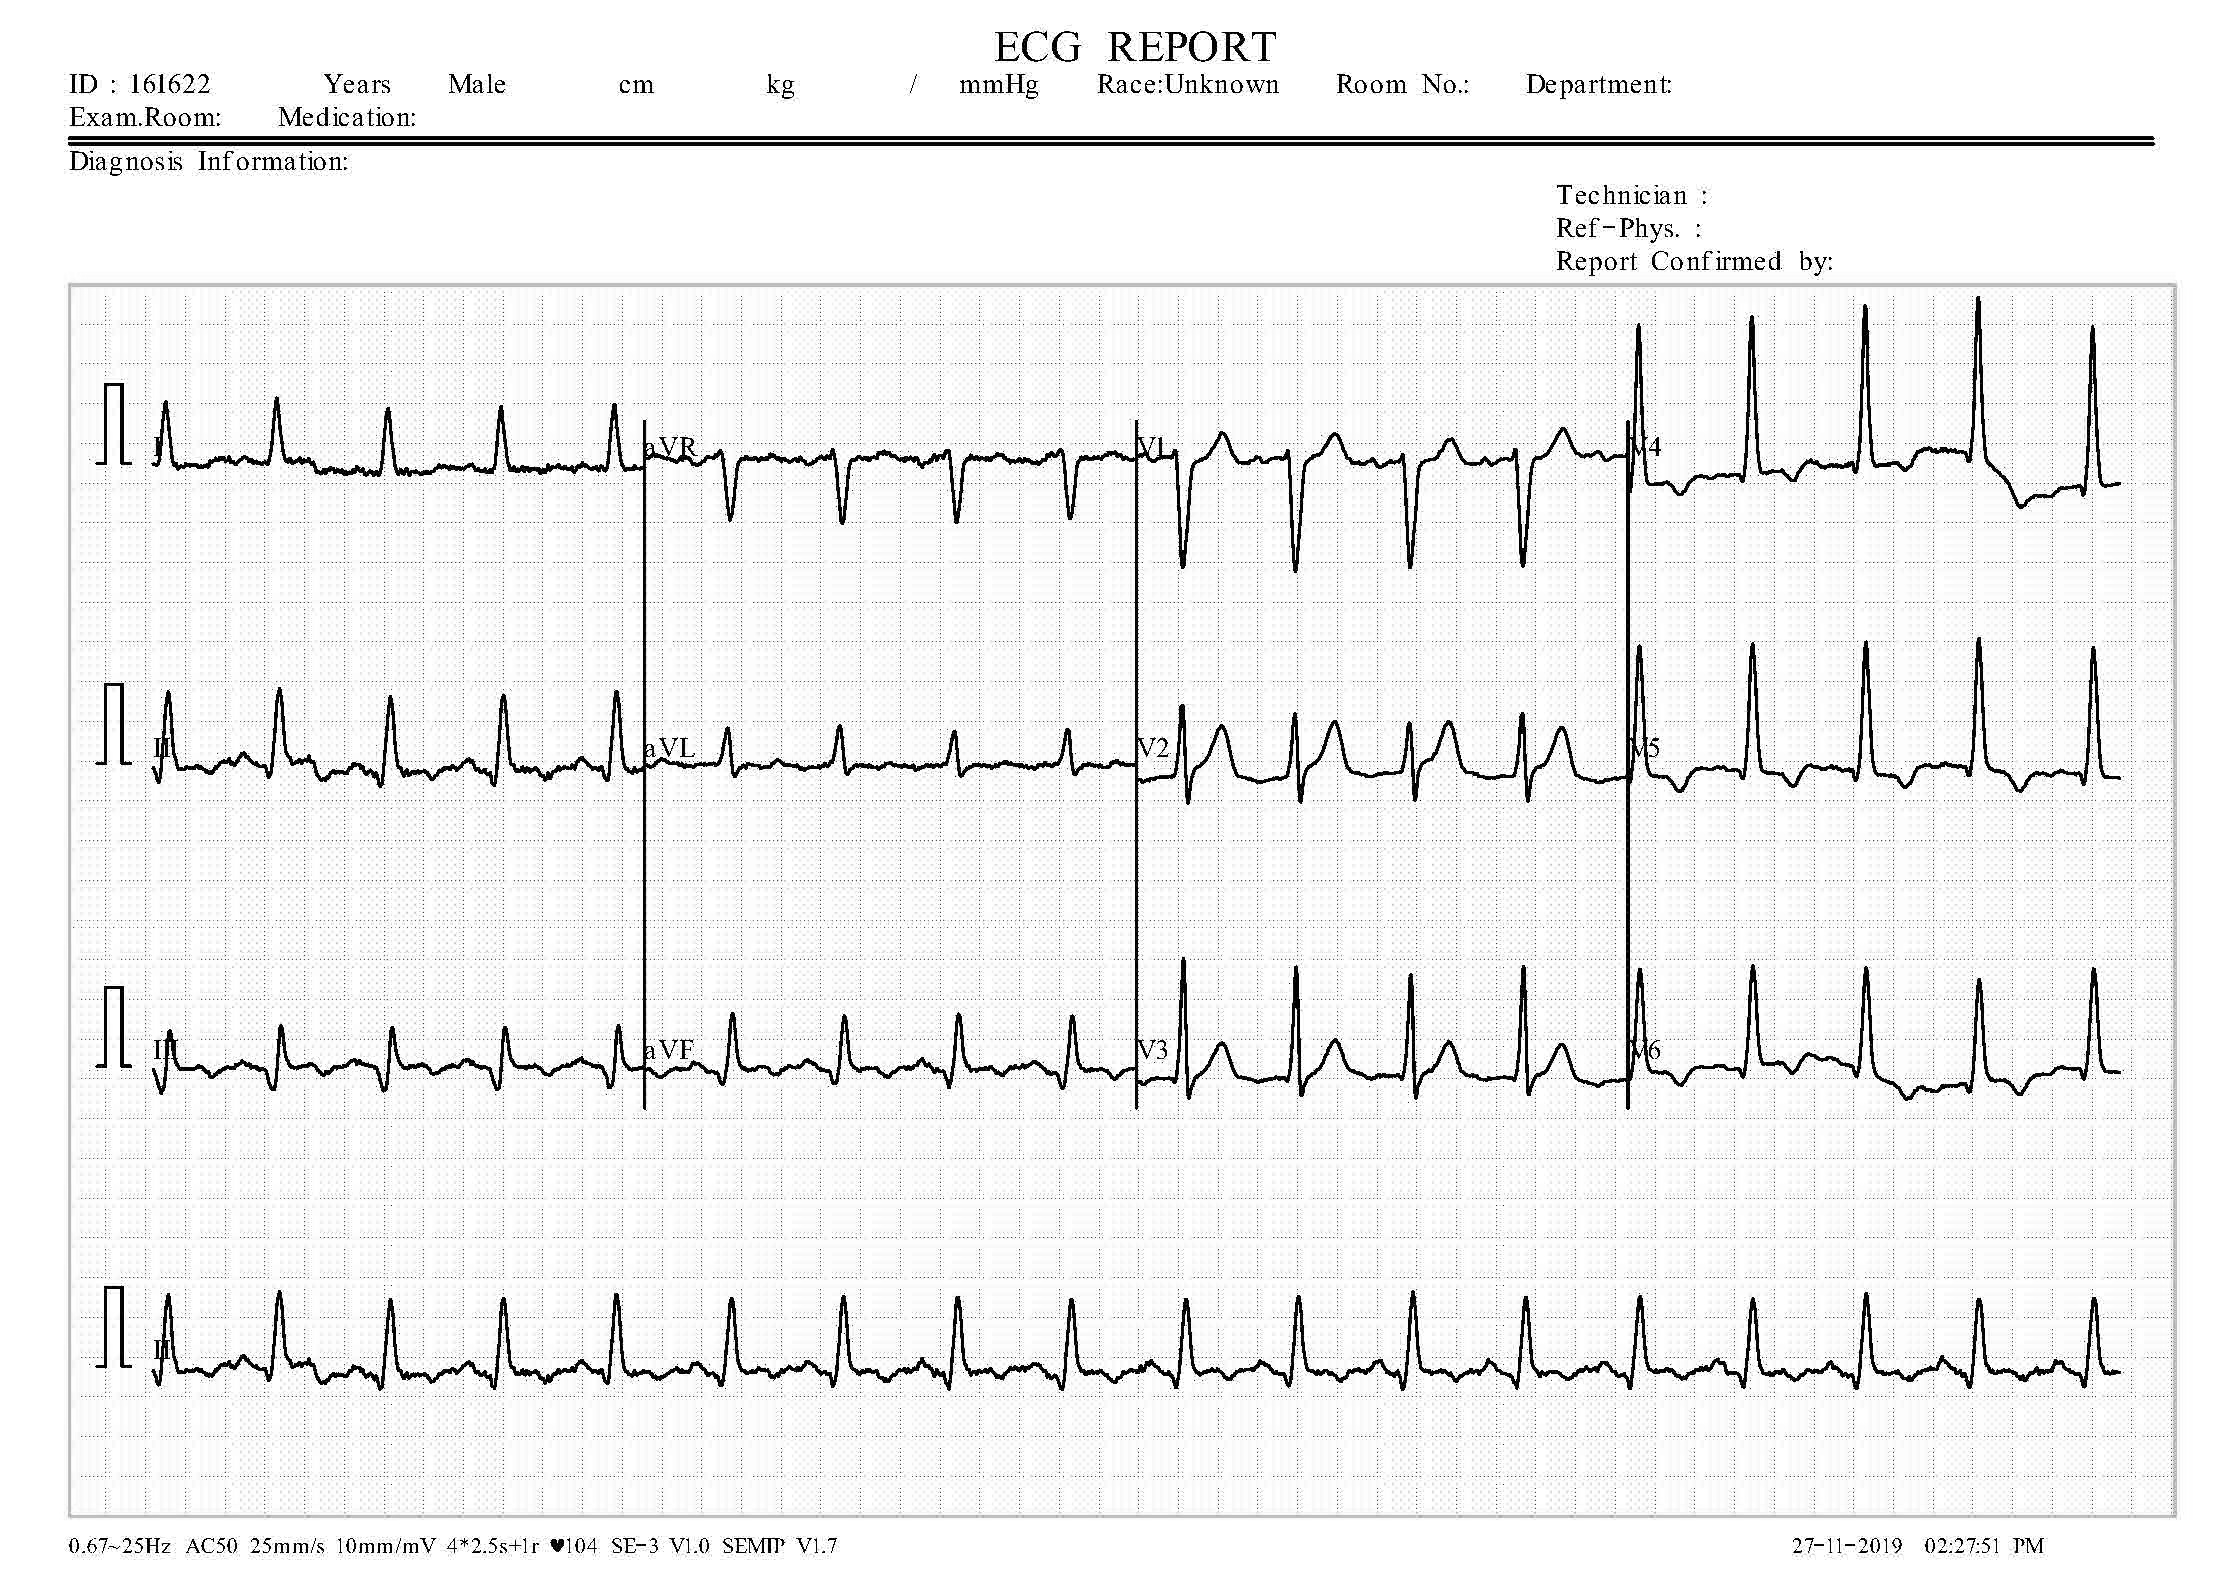 ECG REPORT
ID : 161622 Years Male cm kg / mmHg Race:Unknown Room No.: Department:
Exam.Room: Medication:
Diagnosis Information:
Technician :
Ref-Phys. :
Report Confirmed by:
I aVR V1 V4
II aVL V2 V5
III aVF V3 V6
II
0.67~25Hz AC50 25mm/s 10mm/mV 4*2.5s+1r ♥104 SE-3 V1.0 SEMIP V1.7 27-11-2019 02:27:51 PM